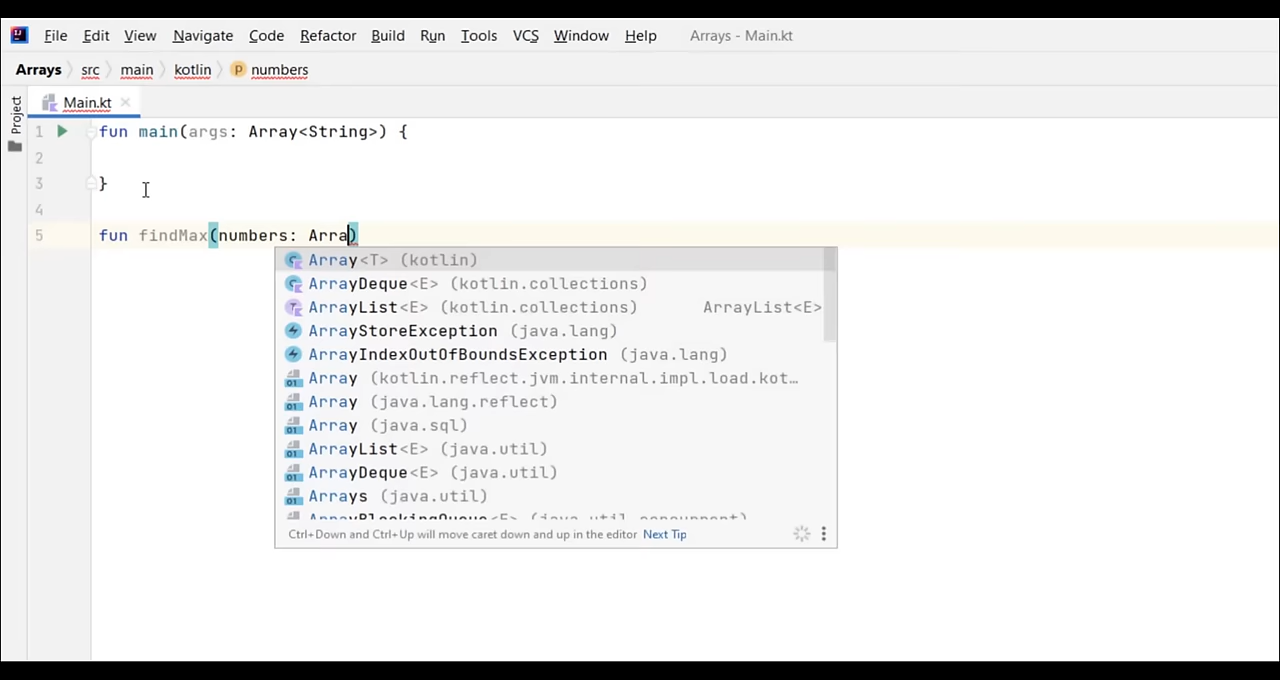 File Edit View Navigate Code Refactor Build Run Tools VCS Window Help Arrays - Main.kt
Arrays src main kotlin numbers
Project
Main.kt
1 fun main(args: Array<String>) {
2
3 }
4
5 fun findMax(numbers: Arra)
Array<T> (kotlin)
ArrayDeque<E> (kotlin.collections)
ArrayList<E> (kotlin.collections) ArrayList<E>
ArrayStoreException (java.lang)
ArrayIndexOutOfBoundsException (java.lang)
Array (kotlin.reflect.jvm.internal.impl.load.kot…
Array (java.lang.reflect)
Array (java.sql)
ArrayList<E> (java.util)
ArrayDeque<E> (java.util)
Arrays (java.util)
ArrayBlockingQueue<E> (java.util.concurrent)
Ctrl+Down and Ctrl+Up will move caret down and up in the editor Next Tip